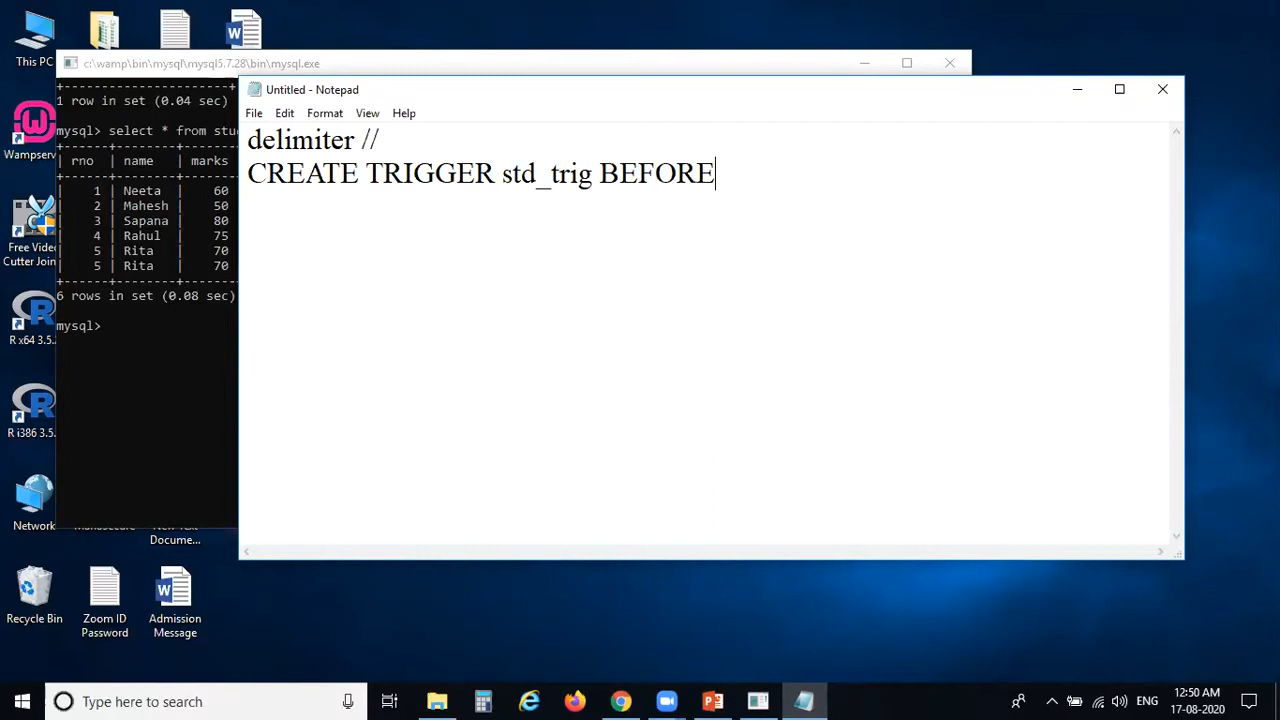 This PC
c:\wamp\bin\mysql\mysql5.7.28\bin\mysql.exe
Untitled - Notepad
File Edit Format View Help
delimiter //
CREATE TRIGGER std_trig BEFORE
+----------------------+
1 row in set (0.04 sec)
mysql> select * from stu
| rno | name | marks
| 1 | Neeta | 60
| 2 | Mahesh | 50
| 3 | Sapana | 80
| 4 | Rahul | 75
| 5 | Rita | 70
| 5 | Rita | 70
6 rows in set (0.08 sec)
mysql>
Wampserv
Free Video
Cutter Join
R x64 3.5.
R i386 3.5.
Network
New Text
Docume...
Recycle Bin
Zoom ID
Password
Admission
Message
Type here to search
ENG
12:50 AM
17-08-2020